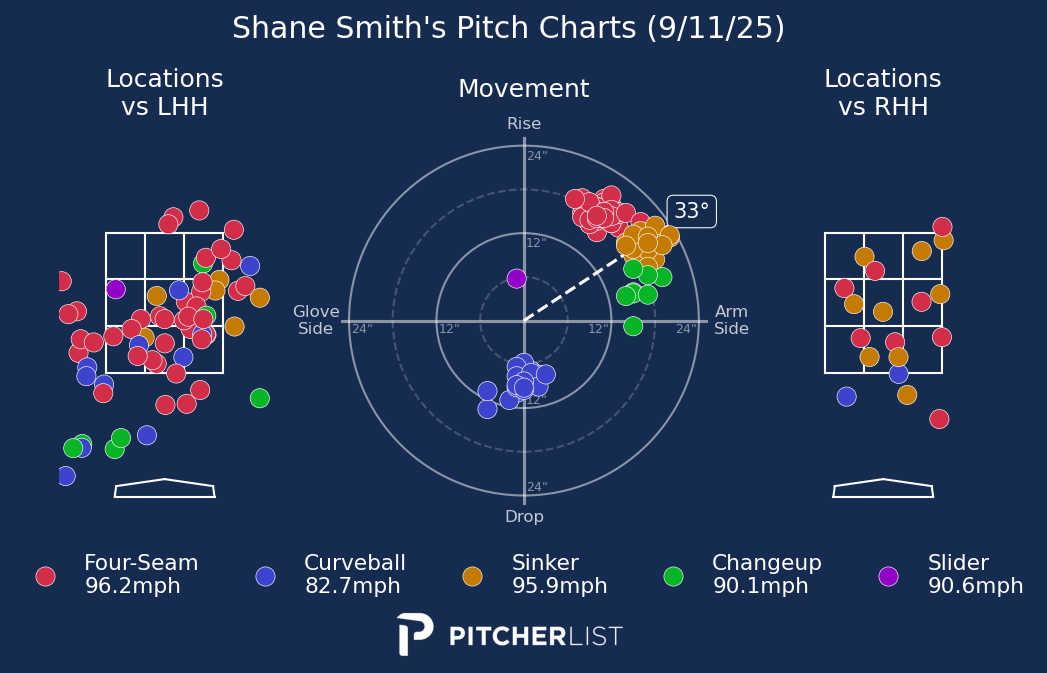 Shane Smith's Pitch Charts (9/11/25)
Locations
vs LHH
Movement
Locations
vs RHH
Rise
24"
33°
12"
Glove
Side
24"
12"
12"
24"
Arm
Side
12"
24"
Drop
Four-Seam
96.2mph
Curveball
82.7mph
Sinker
95.9mph
Changeup
90.1mph
Slider
90.6mph
PITCHERLIST